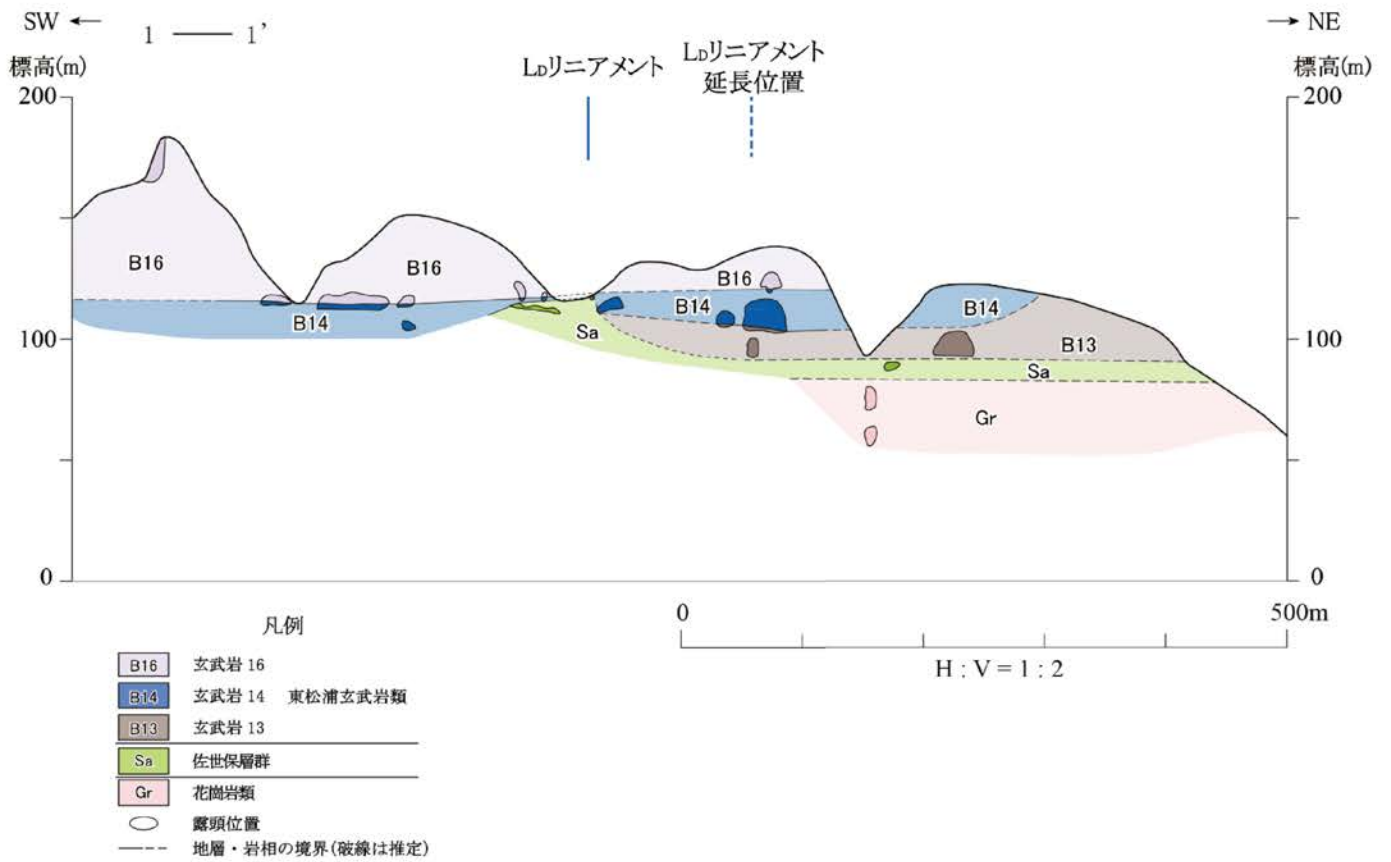 SW ←
1 — 1’
→ NE
標高(m)
LDリニアメント
LDリニアメント
延長位置
標高(m)
200
200
B16
B16
B16
B14
B14
B14
B13
Sa
Sa
Gr
100
100
0
0
0
500m
H : V = 1 : 2
凡例
B16 玄武岩 16
B14 玄武岩 14 東松浦玄武岩類
B13 玄武岩 13
Sa 佐世保層群
Gr 花崗岩類
露頭位置
地層・岩相の境界(破線は推定)